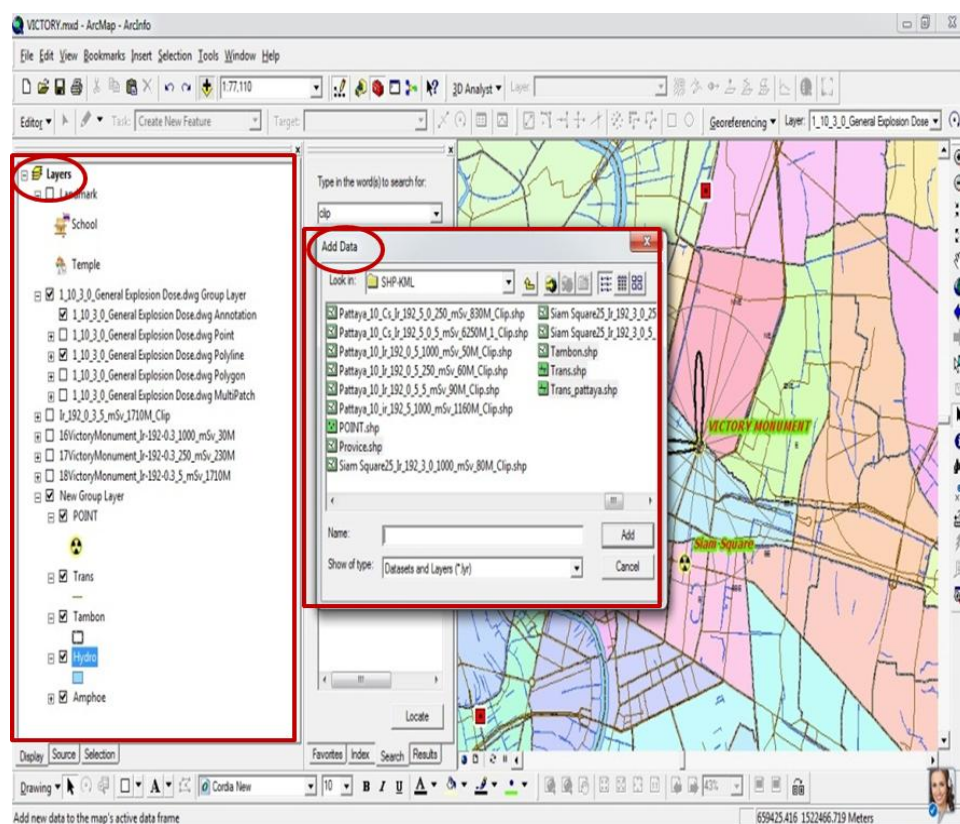 VICTORY.mxd - ArcMap - ArcInfo
File Edit View Bookmarks Insert Selection Tools Window Help
1:77,110
3D Analyst
Layer:
Editor
Task: Create New Feature
Target:
Georeferencing
Layer: 1_10_3_0_General Explosion Dose
Layers
Landmark
School
Temple
1_10_3_0_General Explosion Dose.dwg Group Layer
1_10_3_0_General Explosion Dose.dwg Annotation
1_10_3_0_General Explosion Dose.dwg Point
1_10_3_0_General Explosion Dose.dwg Polyline
1_10_3_0_General Explosion Dose.dwg Polygon
1_10_3_0_General Explosion Dose.dwg MultiPatch
Ir_192_0.3_5_mSv_1710M_Clip
16VictoryMonument_Ir-192-0.3_1000_mSv_30M
17VictoryMonument_Ir-192-0.3_250_mSv_230M
18VictoryMonument_Ir-192-0.3_5_mSv_1710M
New Group Layer
POINT
Trans
Tambon
Hydro
Amphoe
Display Source Selection
Type in the word(s) to search for:
clip
Add Data
Look in: SHP-KML
Pattaya_10_Cs_Ir_192_5_0_250_mSv_830M_Clip.shp
Pattaya_10_Cs_Ir_192_5_0_5_mSv_6250M_1_Clip.shp
Pattaya_10_Ir_192_0_5_1000_mSv_50M_Clip.shp
Pattaya_10_Ir_192_0_5_250_mSv_60M_Clip.shp
Pattaya_10_Ir_192_0_5_5_mSv_90M_Clip.shp
Pattaya_10_ir_192_5_1000_mSv_1160M_Clip.shp
POINT.shp
Provice.shp
Siam Square25_Ir_192_3_0_1000_mSv_80M_Clip.shp
Siam Square25_Ir_192_3_0_25
Siam Square25_Ir_192_3_0_5_
Tambon.shp
Trans.shp
Trans_pattaya.shp
Name:
Add
Show of type: Datasets and Layers (*.lyr)
Cancel
Locate
Favorites Index Search Results
VICTORY MONUMENT
Siam Square
Drawing
A
Cordia New
10
B I U A
43%
Add new data to the map's active data frame
659425.416 1522466.719 Meters